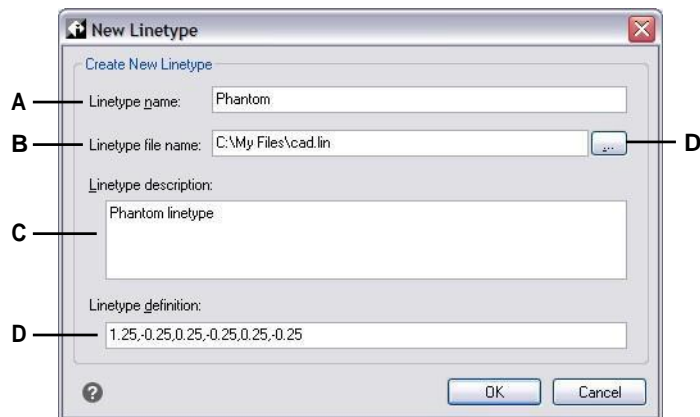 New Linetype
Create New Linetype
A Linetype name: Phantom
B Linetype file name: C:\My Files\cad.lin ... D
Linetype description:
C Phantom linetype
Linetype definition:
D 1.25,-0.25,0.25,-0.25,0.25,-0.25
? OK Cancel